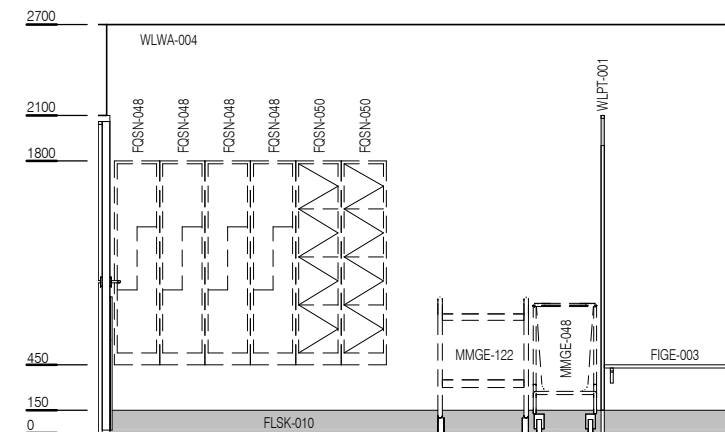 2700
WLWA-004
2100
FQSN-048
FQSN-048
FQSN-048
FQSN-048
FQSN-050
FQSN-050
WLPT-001
1800
450
MMGE-122
MMGE-048
FIGE-003
150
FLSK-010
0